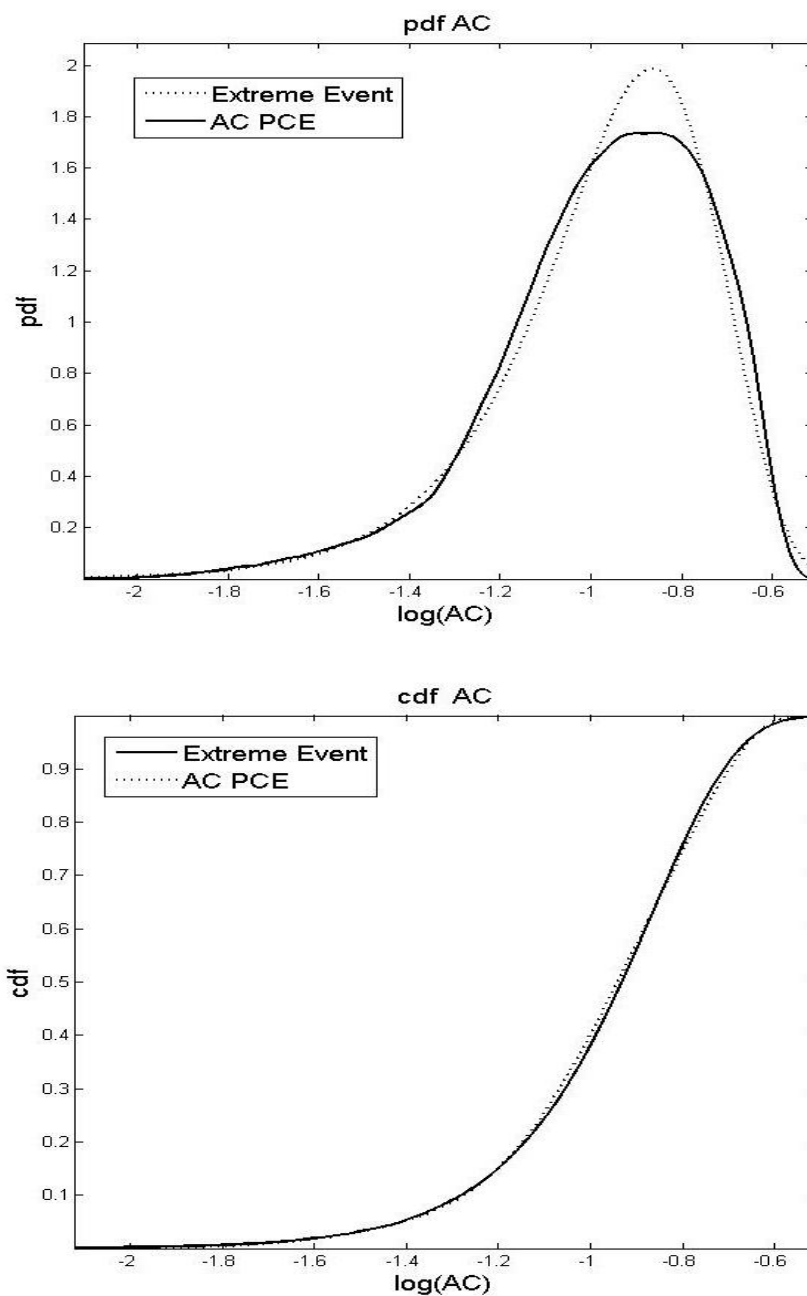 pdf AC
Extreme Event
AC PCE
2
1.8
1.6
1.4
1.2
1
0.8
0.6
0.4
0.2
pdf
-2 -1.8 -1.6 -1.4 -1.2 -1 -0.8 -0.6
log(AC)
cdf AC
Extreme Event
AC PCE
0.9
0.8
0.7
0.6
0.5
0.4
0.3
0.2
0.1
cdf
-2 -1.8 -1.6 -1.4 -1.2 -1 -0.8 -0.6
log(AC)